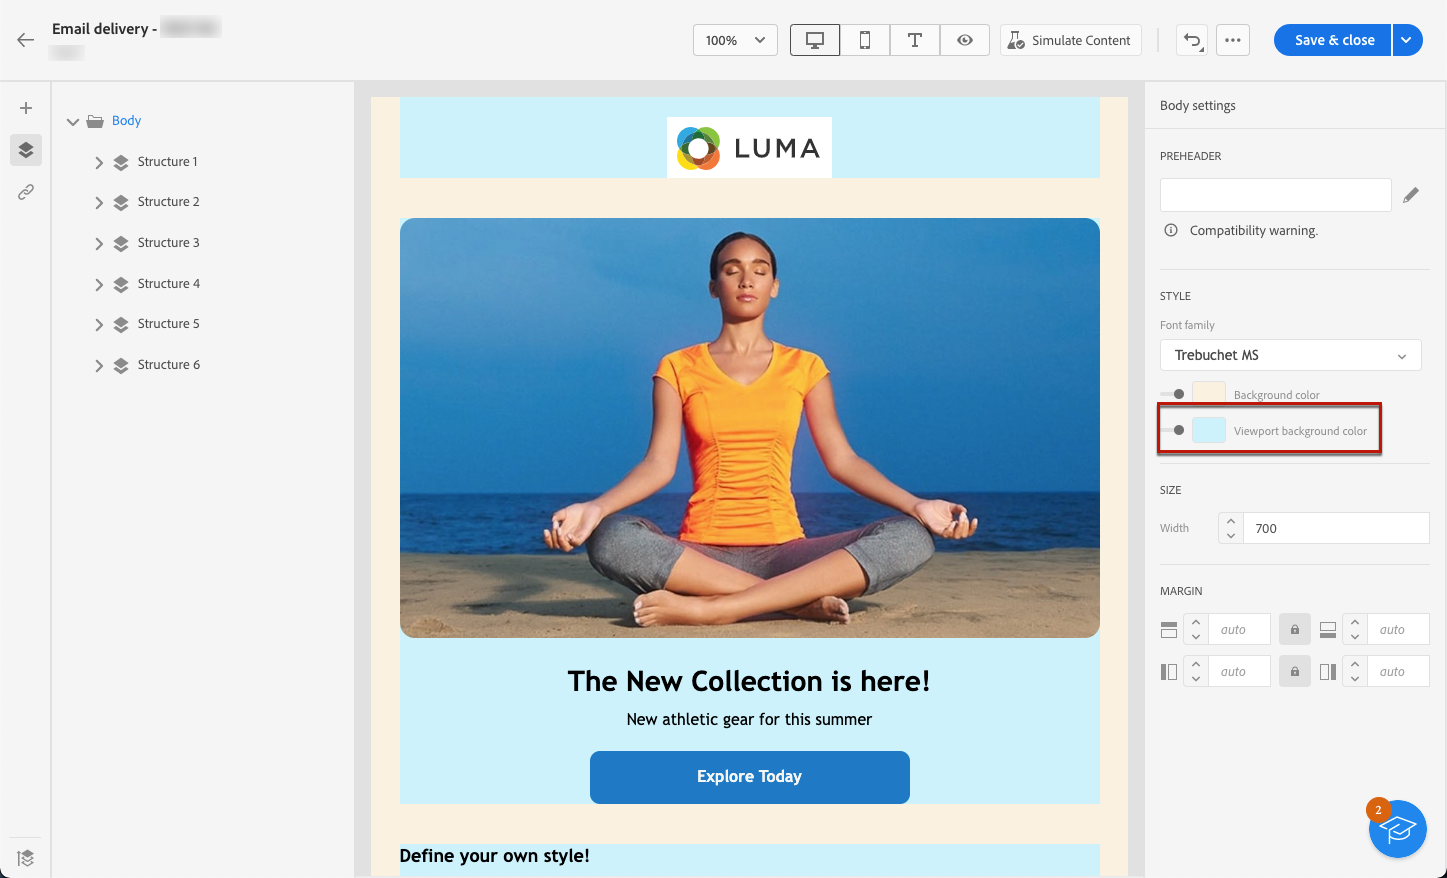 Email delivery -
100%
Simulate Content
Save & close
Body
Structure 1
Structure 2
Structure 3
Structure 4
Structure 5
Structure 6
LUMA
The New Collection is here!
New athletic gear for this summer
Explore Today
Define your own style!
Body settings
PREHEADER
Compatibility warning.
STYLE
Font family
Trebuchet MS
Background color
Viewport background color
SIZE
Width 700
MARGIN
auto auto
auto auto
2